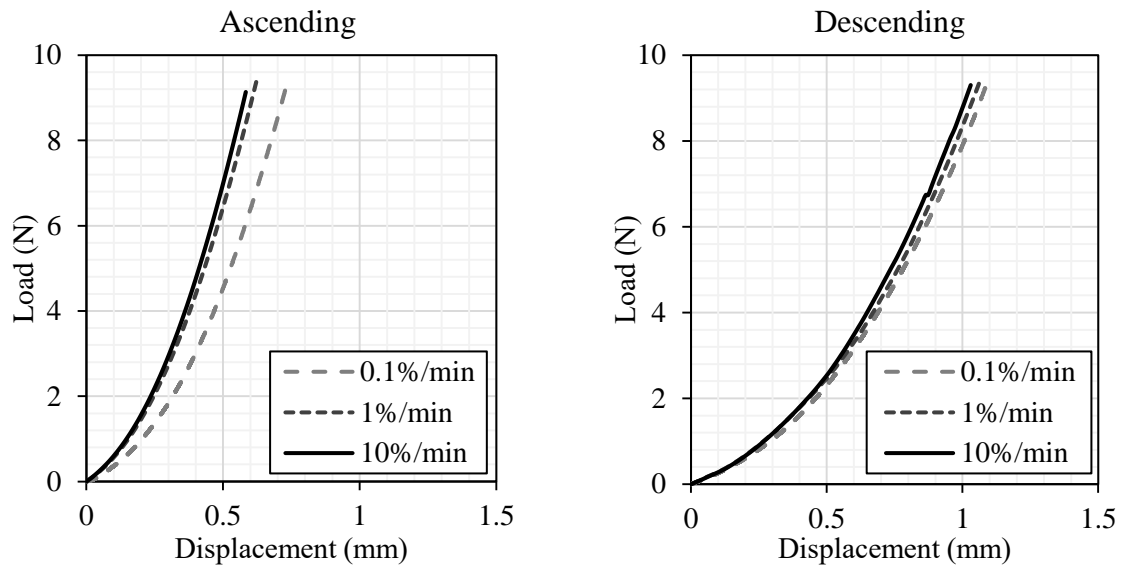 Ascending
10
8
6
4
2
0
Load (N)
0.1%/min
1%/min
10%/min
0 0.5 1 1.5
Displacement (mm)
Descending
10
8
6
4
2
0
Load (N)
0.1%/min
1%/min
10%/min
0 0.5 1 1.5
Displacement (mm)